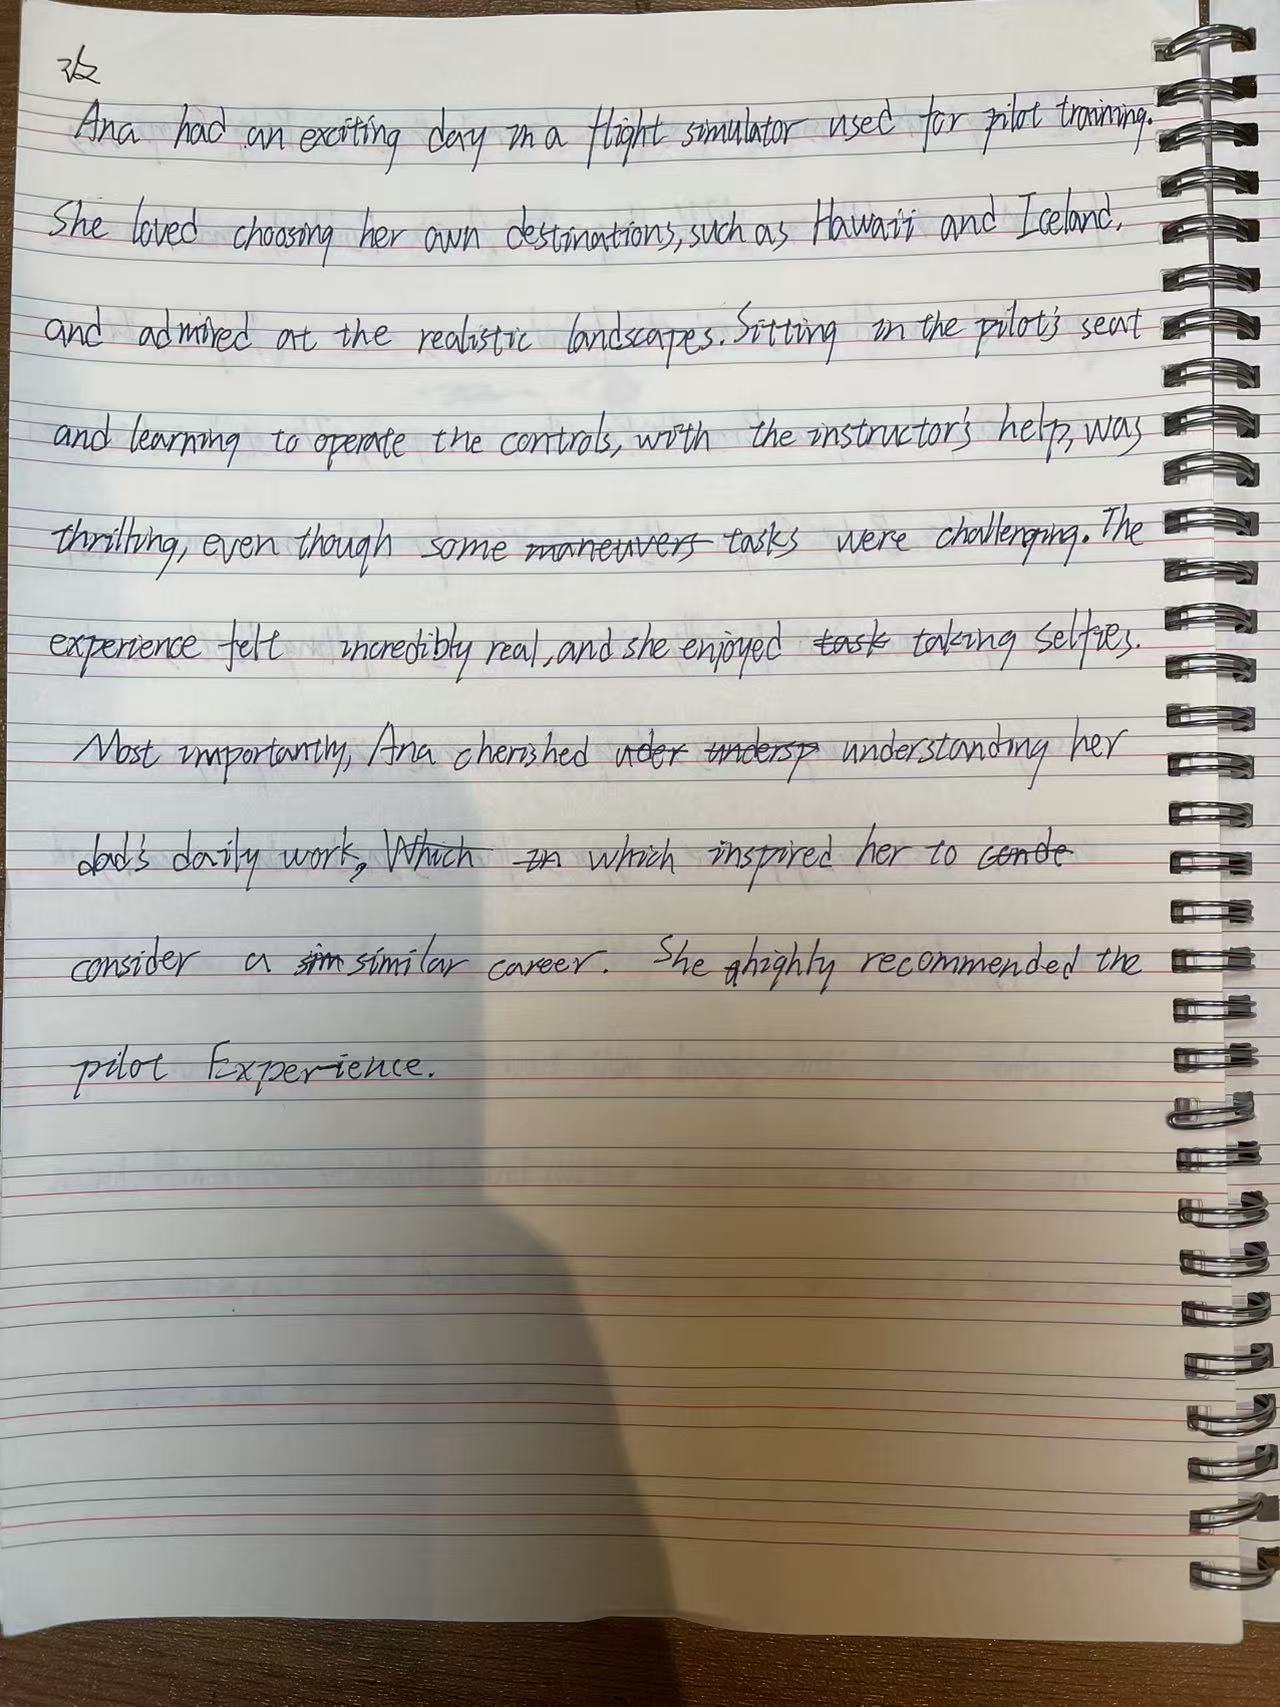 改
Ana had an exciting day in a flight simulator used for pilot training.
She loved choosing her own destinations, such as Hawaii and Iceland,
and admired at the realistic landscapes. Sitting in the pilot's seat
and learning to operate the controls, with the instructor's help, was
thrilling, even though some maneuvers tasks were challenging. The
experience felt incredibly real, and she enjoyed task taking selfies.
Most importantly, Ana cherished uder undersp understanding her
dad's daily work, Which in which inspired her to conde
consider a sim similar career. She highly recommended the
pilot Experience.